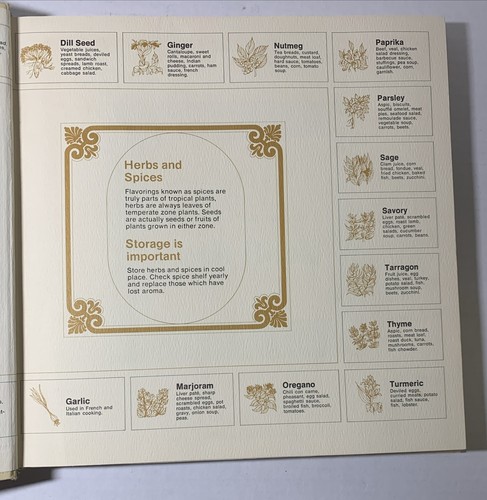 Dill Seed
Vegetable juices,
yeast breads, deviled
eggs, sandwich
spreads, lamb roast,
creamed chicken,
cabbage salad.
Ginger
Cantaloupe, sweet
rolls, macaroni and
cheese, Indian
pudding, carrots, ham
sauce, french
dressing.
Nutmeg
Tea breads, custard,
doughnuts, meat loaf,
hard sauce, tomatoes,
beans, corn, tomato
soup.
Paprika
Beef, veal, chicken
salad dressing,
barbecue sauce,
stuffings, pea soup,
cauliflower, corn,
garnish.
Parsley
Aspic, biscuits,
soufflé omelet, meat
pies, seafood salad,
remoulade sauce,
vegetable soup,
carrots, beets.
Sage
Clam juice, corn
bread, fondue, veal,
fried chicken, baked
fish, beets, zucchini.
Savory
Liver paté, scrambled
eggs, roast lamb,
chicken, green
salads, cucumber
soup, carrots, beans.
Tarragon
Fruit juice, egg
dishes, veal, turkey,
potato salad, fish,
mushroom soup,
beets, zucchini.
Thyme
Aspic, corn bread,
roasts, meat loaf,
roast duck, tuna,
mushrooms, carrots,
fish chowder.
Herbs and
Spices
Flavorings known as spices are
truly parts of tropical plants,
herbs are always leaves of
temperate zone plants. Seeds
are actually seeds or fruits of
plants grown in either zone.
Storage is
important
Store herbs and spices in cool
place. Check spice shelf yearly
and replace those which have
lost aroma.
Garlic
Used in French and
Italian cooking.
Marjoram
Liver paté, sharp
cheese spread,
scrambled eggs, pot
roasts, chicken salad,
gravy, onion soup,
peas.
Oregano
Chili con carne,
pheasant, egg salad,
spaghetti sauce,
broiled fish, broccoli,
tomatoes.
Turmeric
Deviled eggs,
curried meats, potato
salad, fish sauce,
fish, lobster.